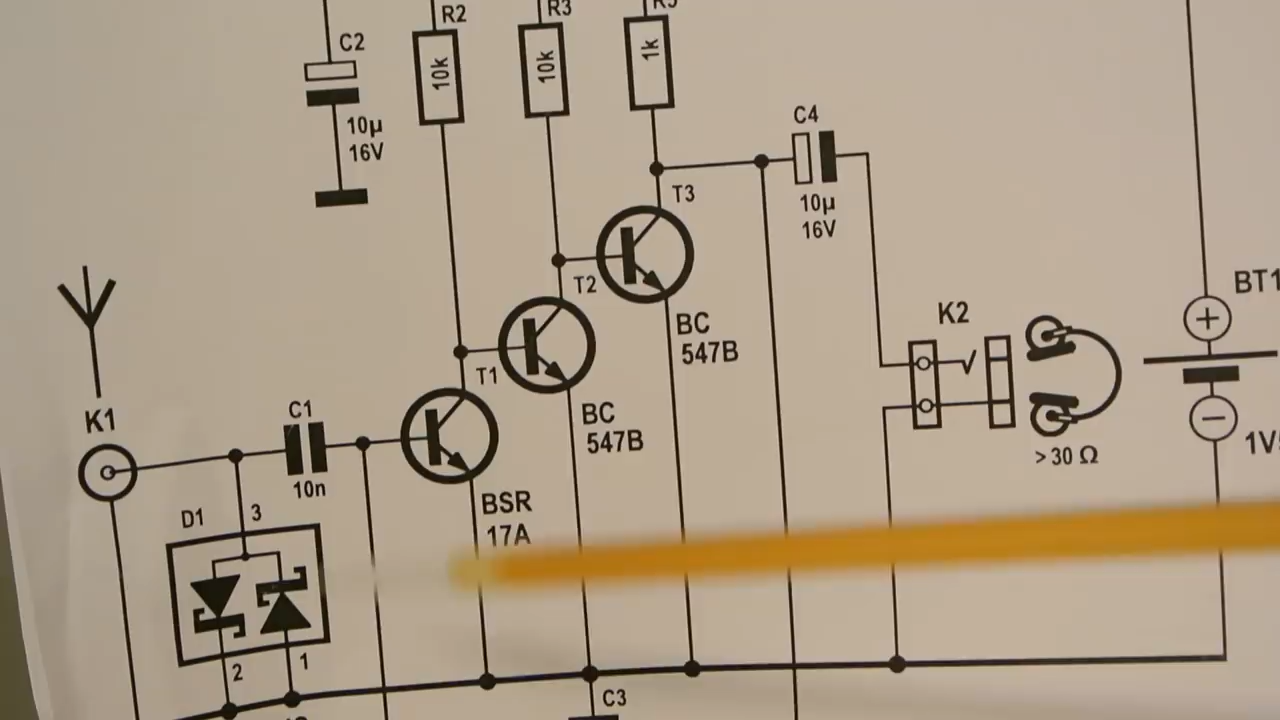 R2
R3
R5
C2
10k
10k
1k
10µ
16V
C4
T3
10µ
16V
T2
BC
547B
K2
BT1
T1
BC
547B
K1
C1
10n
>30 Ω
1V5
BSR
17A
D1
3
2
1
C3